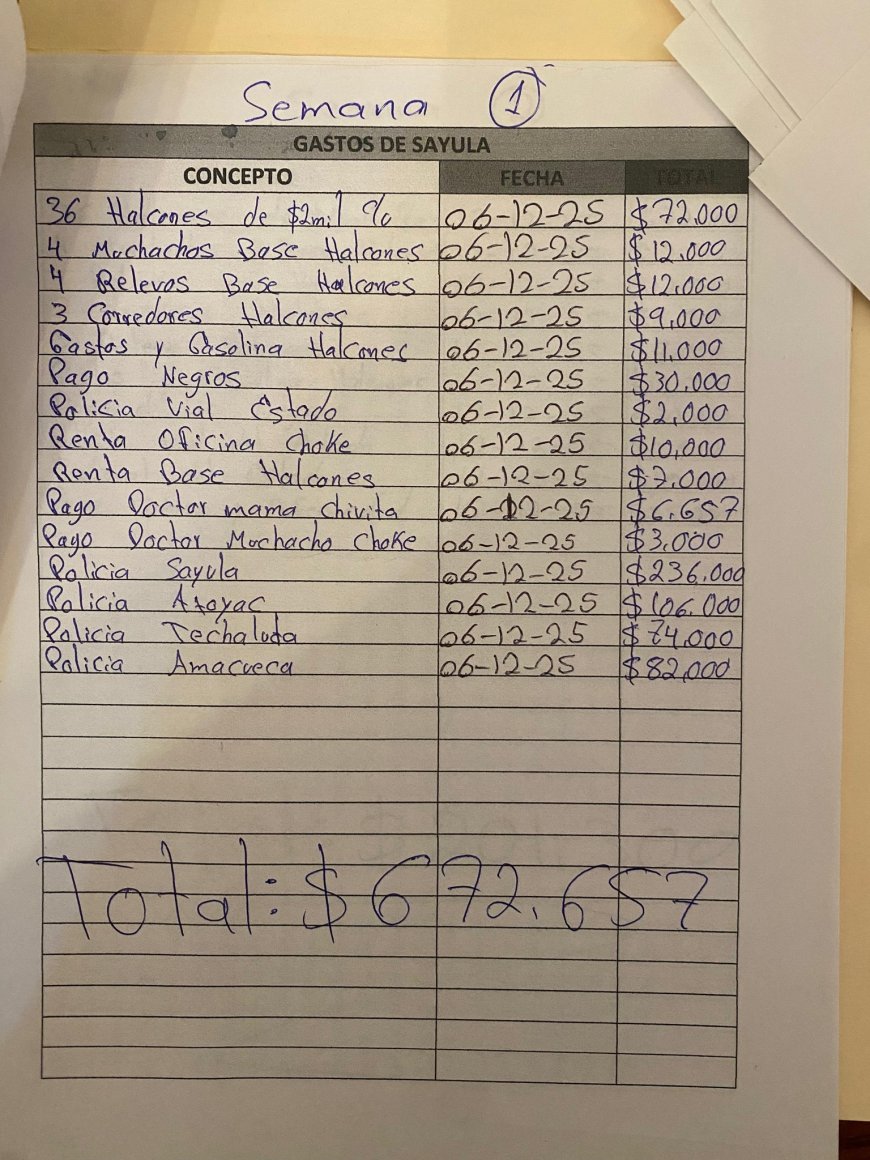 Semana 1
GASTOS DE SAYULA
CONCEPTO FECHA TOTAL
36 Halcones de $2mil % 06-12-25 $72.000
4 Muchachos Base Halcones 06-12-25 $12.000
4 Relevos Base Halcones 06-12-25 $12.000
3 Corredores Halcones 06-12-25 $9,000
Gastos y Gasolina Halcones 06-12-25 $11.000
Pago Negros 06-12-25 $30.000
Policia Vial Estado 06-12-25 $2,000
Renta Oficina Choke 06-12-25 $10,000
Renta Base Halcones 06-12-25 $7.000
Pago Doctor mama chivita 06-12-25 $6.657
Pago Doctor Muchacho Choke 06-12-25 $3.000
Policia Sayula 06-12-25 $236.000
Policia Atoyac 06-12-25 $106.000
Policia Techaluda 06-12-25 $74.000
Policia Amacueca 06-12-25 $82,000
Total: $672.657